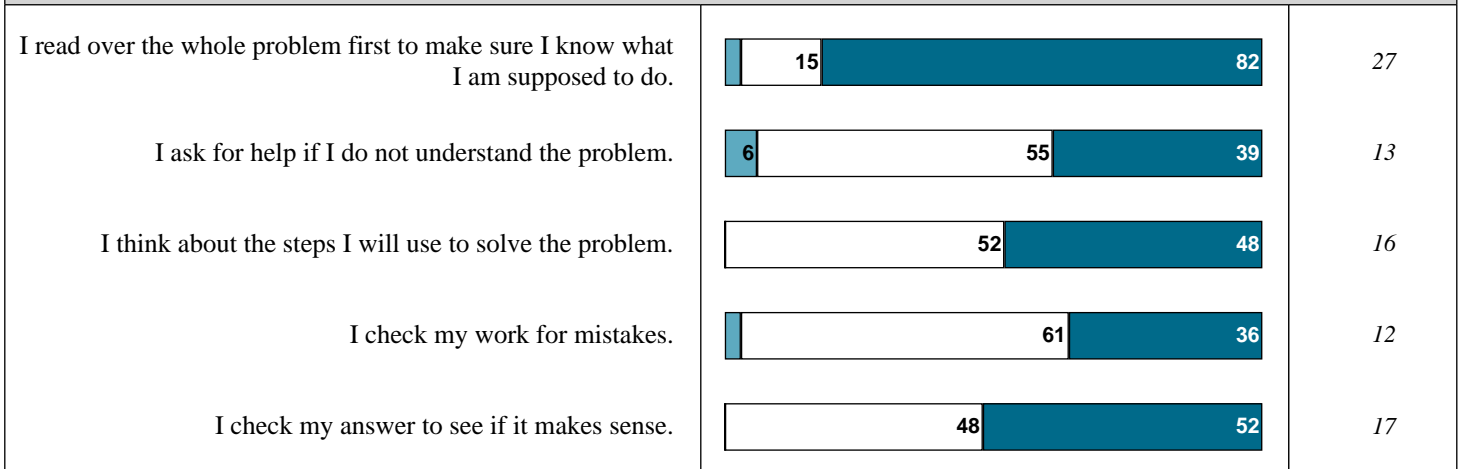 I read over the whole problem first to make sure I know what
I am supposed to do.
15 82 27
I ask for help if I do not understand the problem.
6 55 39 13
I think about the steps I will use to solve the problem.
52 48 16
I check my work for mistakes.
61 36 12
I check my answer to see if it makes sense.
48 52 17